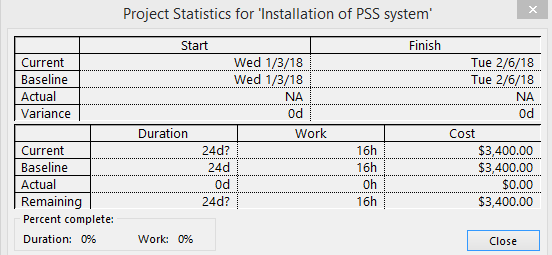 Project Statistics for 'Installation of PSS system'
×
Start Finish
Current Wed 1/3/18 Tue 2/6/18
Baseline Wed 1/3/18 Tue 2/6/18
Actual NA NA
Variance 0d 0d
Duration Work Cost
Current 24d? 16h $3,400.00
Baseline 24d 16h $3,400.00
Actual 0d 0h $0.00
Remaining 24d? 16h $3,400.00
Percent complete:
Duration: 0% Work: 0%
Close